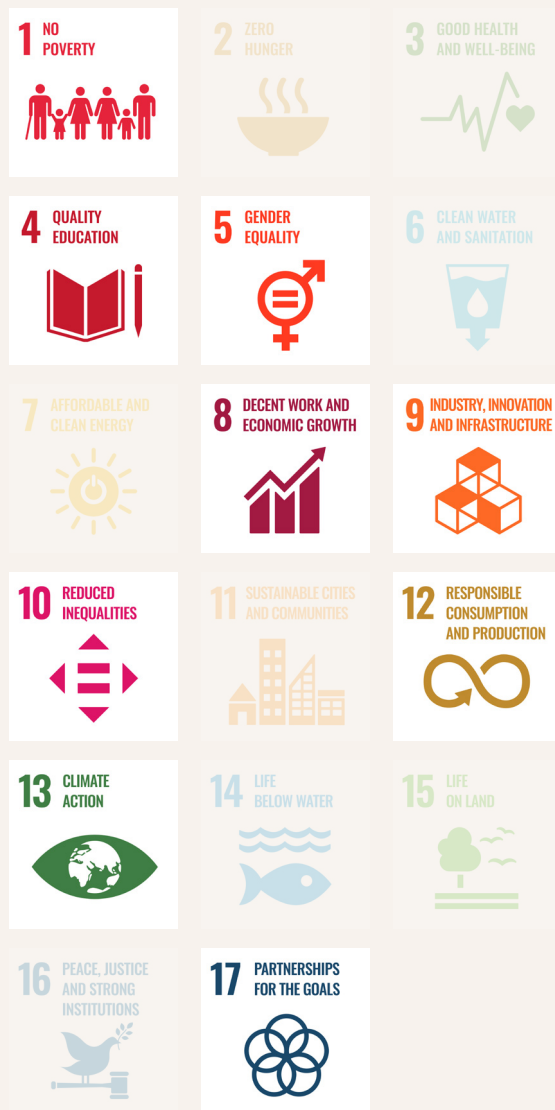 1 NO
POVERTY
2 ZERO
HUNGER
3 GOOD HEALTH
AND WELL-BEING
4 QUALITY
EDUCATION
5 GENDER
EQUALITY
6 CLEAN WATER
AND SANITATION
7 AFFORDABLE AND
CLEAN ENERGY
8 DECENT WORK AND
ECONOMIC GROWTH
9 INDUSTRY, INNOVATION
AND INFRASTRUCTURE
10 REDUCED
INEQUALITIES
11 SUSTAINABLE CITIES
AND COMMUNITIES
12 RESPONSIBLE
CONSUMPTION
AND PRODUCTION
13 CLIMATE
ACTION
14 LIFE
BELOW WATER
15 LIFE
ON LAND
16 PEACE, JUSTICE
AND STRONG
INSTITUTIONS
17 PARTNERSHIPS
FOR THE GOALS